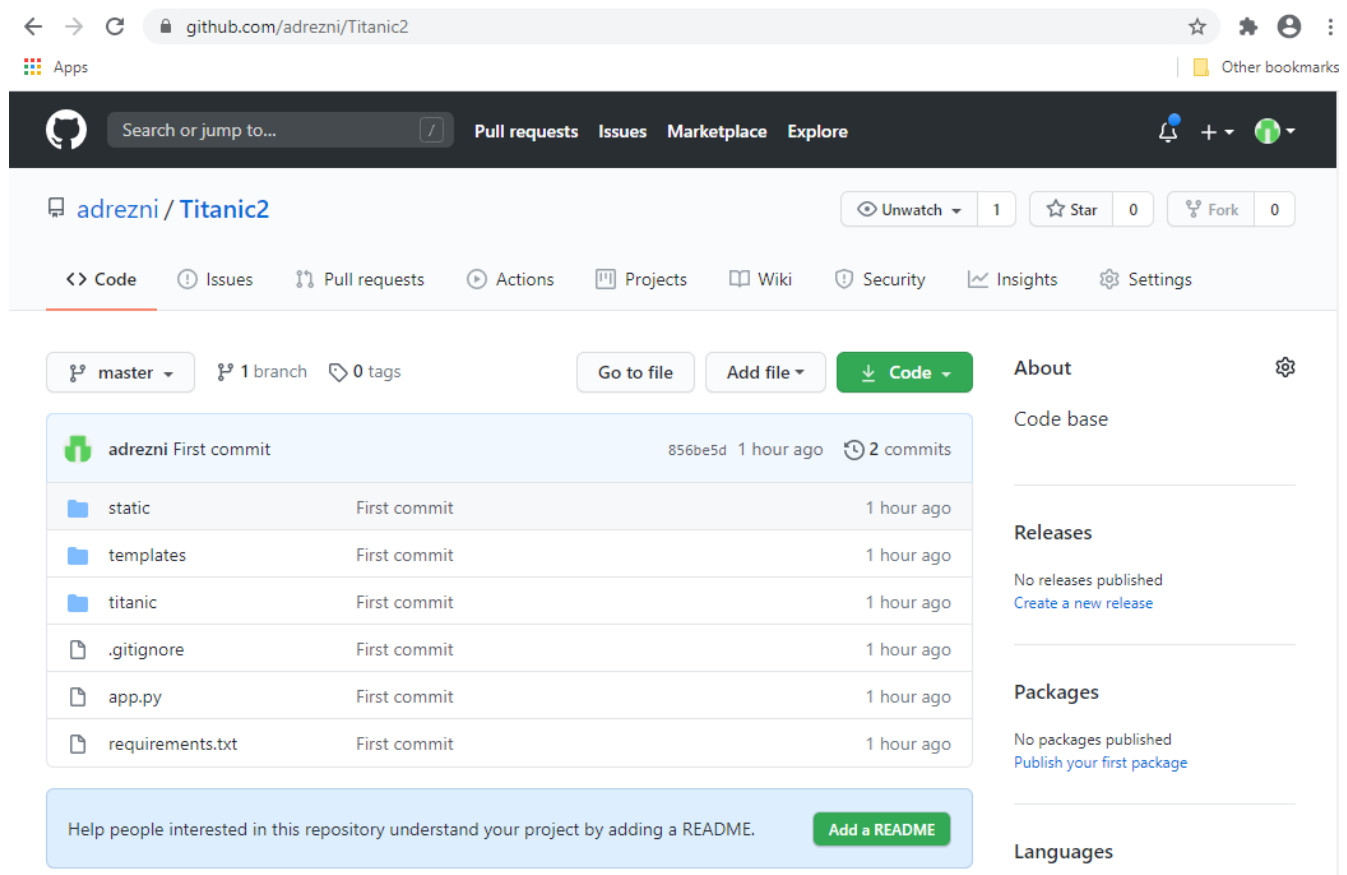 github.com/adrezni/Titanic2
Apps Other bookmarks
Search or jump to... / Pull requests Issues Marketplace Explore
adrezni / Titanic2 Unwatch 1 Star 0 Fork 0
Code Issues Pull requests Actions Projects Wiki Security Insights Settings
master 1 branch 0 tags Go to file Add file Code
adrezni First commit 856be5d 1 hour ago 2 commits
static First commit 1 hour ago
templates First commit 1 hour ago
titanic First commit 1 hour ago
.gitignore First commit 1 hour ago
app.py First commit 1 hour ago
requirements.txt First commit 1 hour ago
Help people interested in this repository understand your project by adding a README. Add a README
About
Code base
Releases
No releases published
Create a new release
Packages
No packages published
Publish your first package
Languages